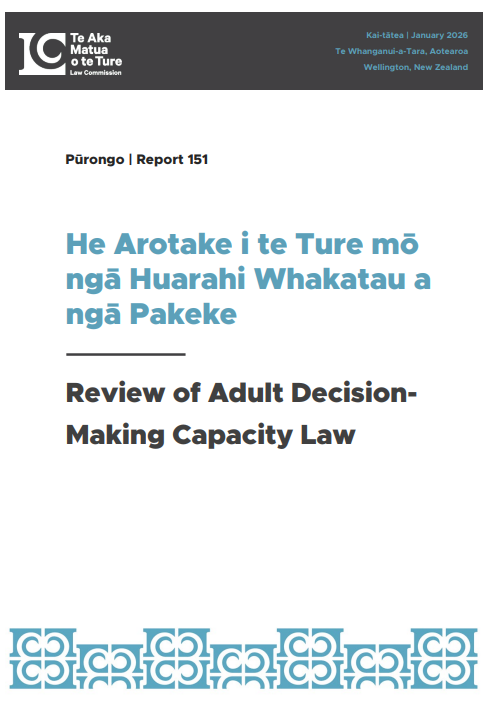 Te Aka
Matua
o te Ture
Law Commission
Kai-tātea | January 2026
Te Whanganui-a-Tara, Aotearoa
Wellington, New Zealand
Pūrongo | Report 151
He Arotake i te Ture mō
ngā Huarahi Whakatau a
ngā Pakeke
Review of Adult Decision-
Making Capacity Law